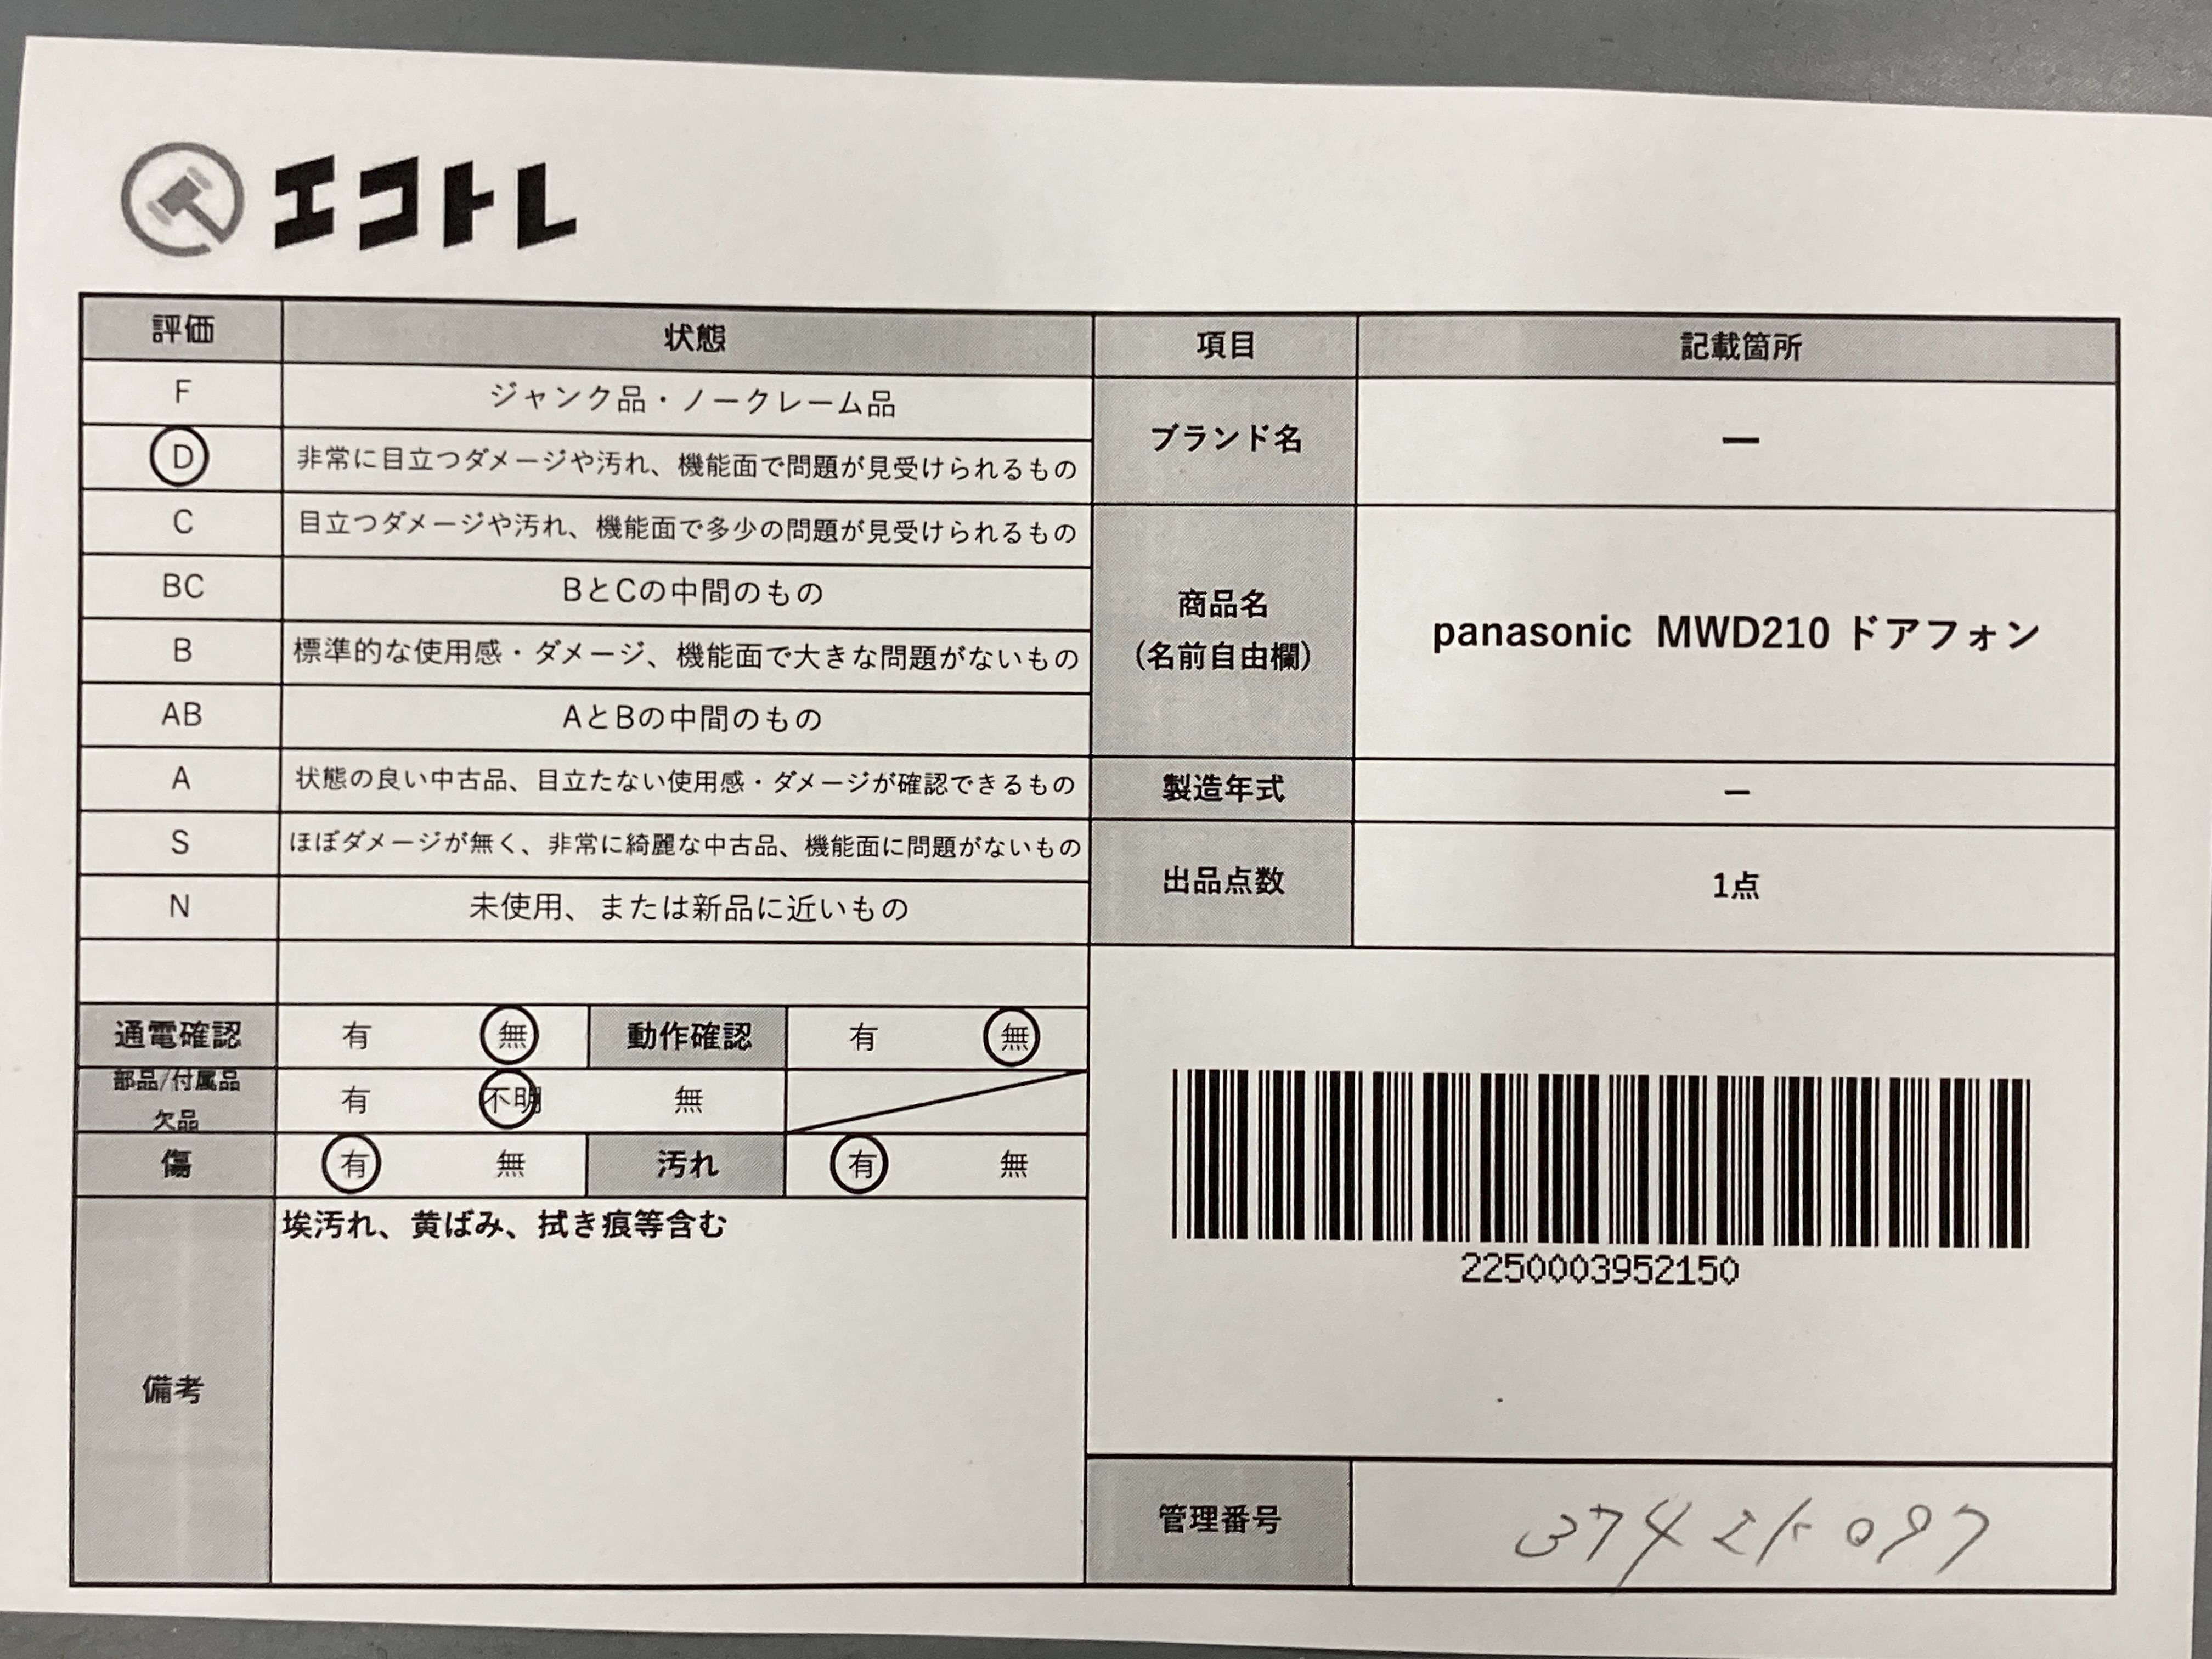 エコトレ
評価 状態 項目 記載箇所
F ジャンク品・ノークレーム品
D 非常に目立つダメージや汚れ、機能面で問題が見受けられるもの
ブランド名 ー
C 目立つダメージや汚れ、機能面で多少の問題が見受けられるもの
BC BとCの中間のもの
B 標準的な使用感・ダメージ、機能面で大きな問題がないもの
商品名
（名前自由欄）
panasonic MWD210 ドアフォン
AB AとBの中間のもの
A 状態の良い中古品、目立たない使用感・ダメージが確認できるもの
製造年式 ー
S ほぼダメージが無く、非常に綺麗な中古品、機能面に問題がないもの
出品点数 1点
N 未使用、または新品に近いもの
通電確認 有 無 動作確認 有 無
部品/付属品
欠品
有 不明 無
傷 有 無 汚れ 有 無
備考
埃汚れ、黄ばみ、拭き痕等含む
2250003952150
管理番号